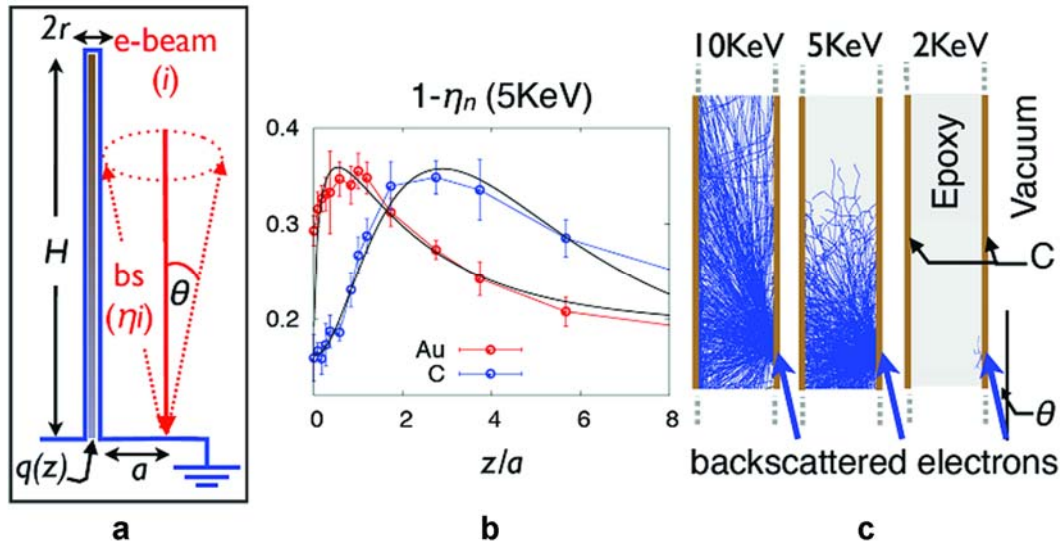 2r
e-beam
(i)
H
bs
(ηi)
θ
q(z)
a
a
1-ηn (5KeV)
0.4
0.3
0.2
Au
C
0
2
4
6
8
z/a
b
10KeV
5KeV
2KeV
Epoxy
Vacuum
C
θ
backscattered electrons
c